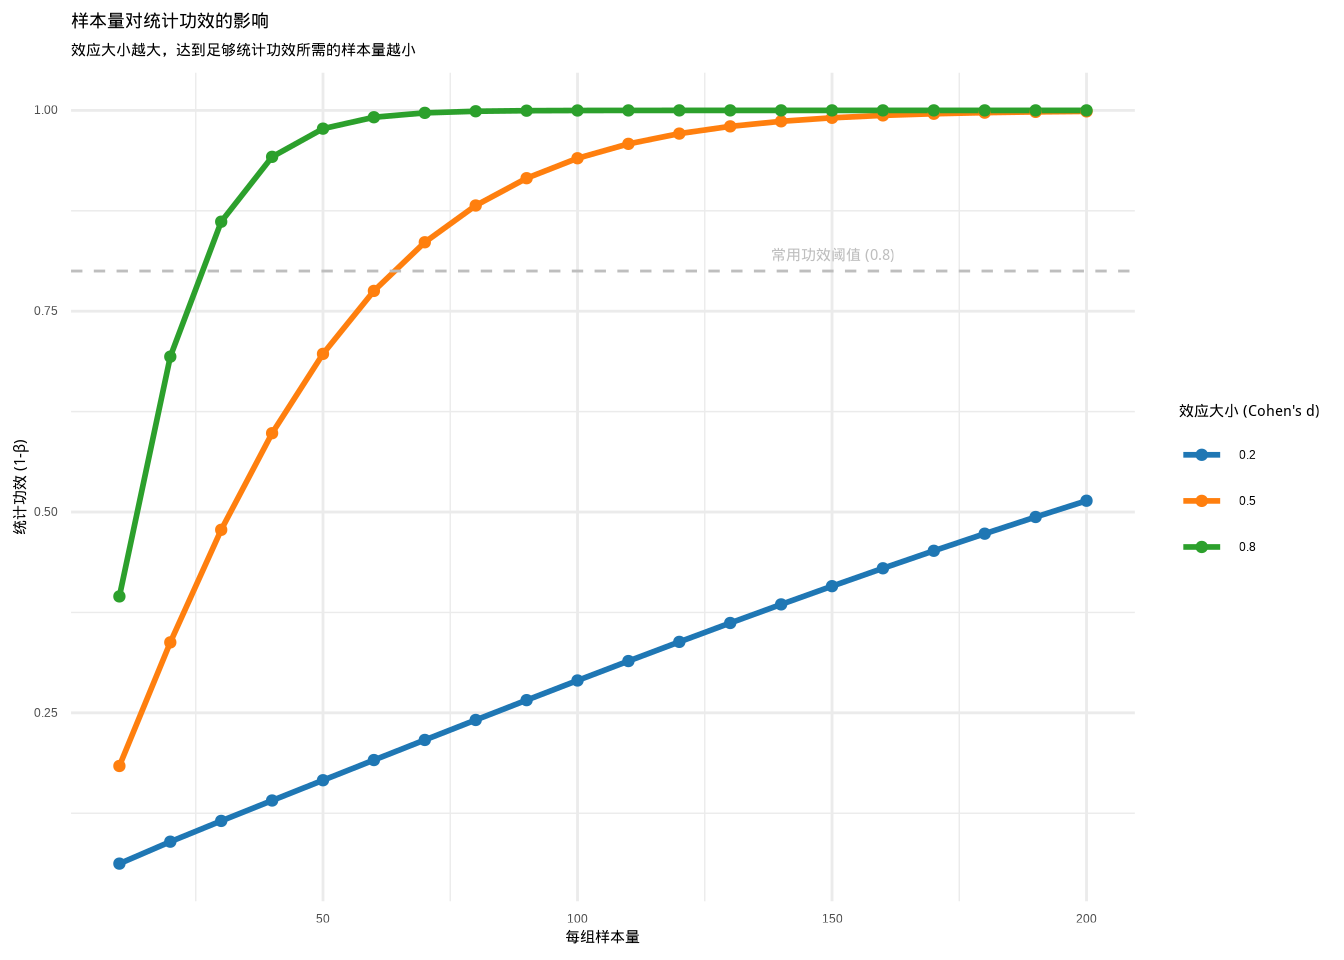 样本量对统计功效的影响
效应大小越大，达到足够统计功效所需的样本量越小
1.00
0.75
0.50
0.25
统计功效 (1-β)
常用功效阈值 (0.8)
50
100
150
200
每组样本量
效应大小 (Cohen's d)
0.2
0.5
0.8